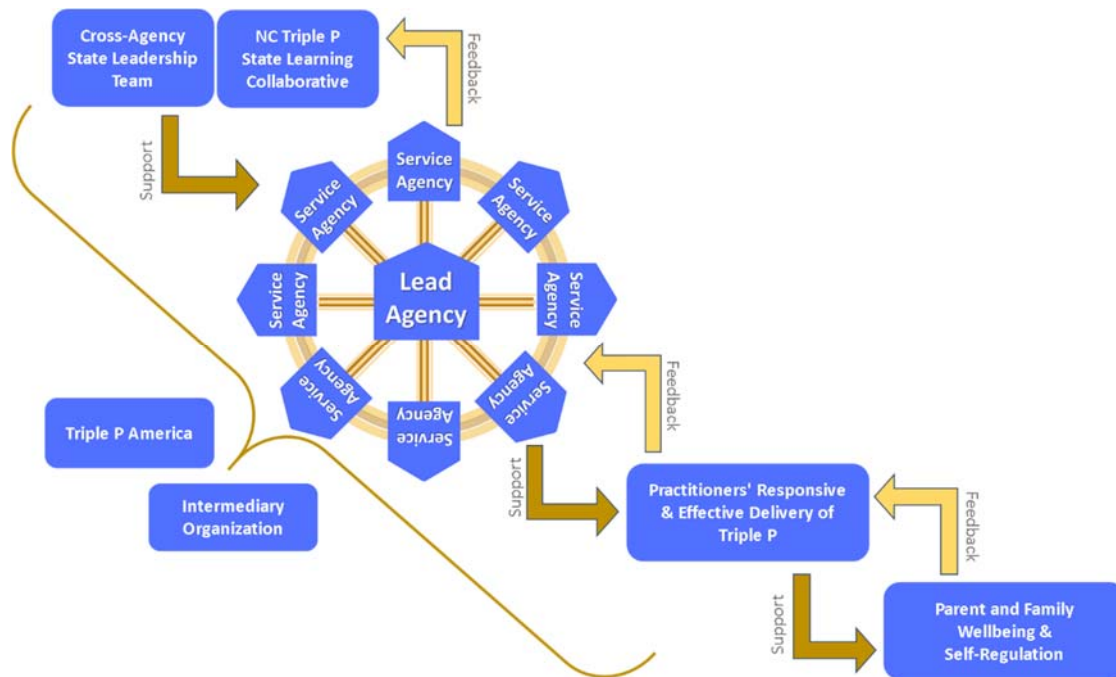 Cross-Agency
State Leadership
Team
NC Triple P
State Learning
Collaborative
Feedback
Support
Service
Agency
Service
Agency
Service
Agency
Service
Agency
Lead
Agency
Service
Agency
Service
Agency
Service
Agency
Service
Agency
Feedback
Triple P America
Intermediary
Organization
Support
Practitioners' Responsive
& Effective Delivery of
Triple P
Feedback
Support
Parent and Family
Wellbeing &
Self-Regulation